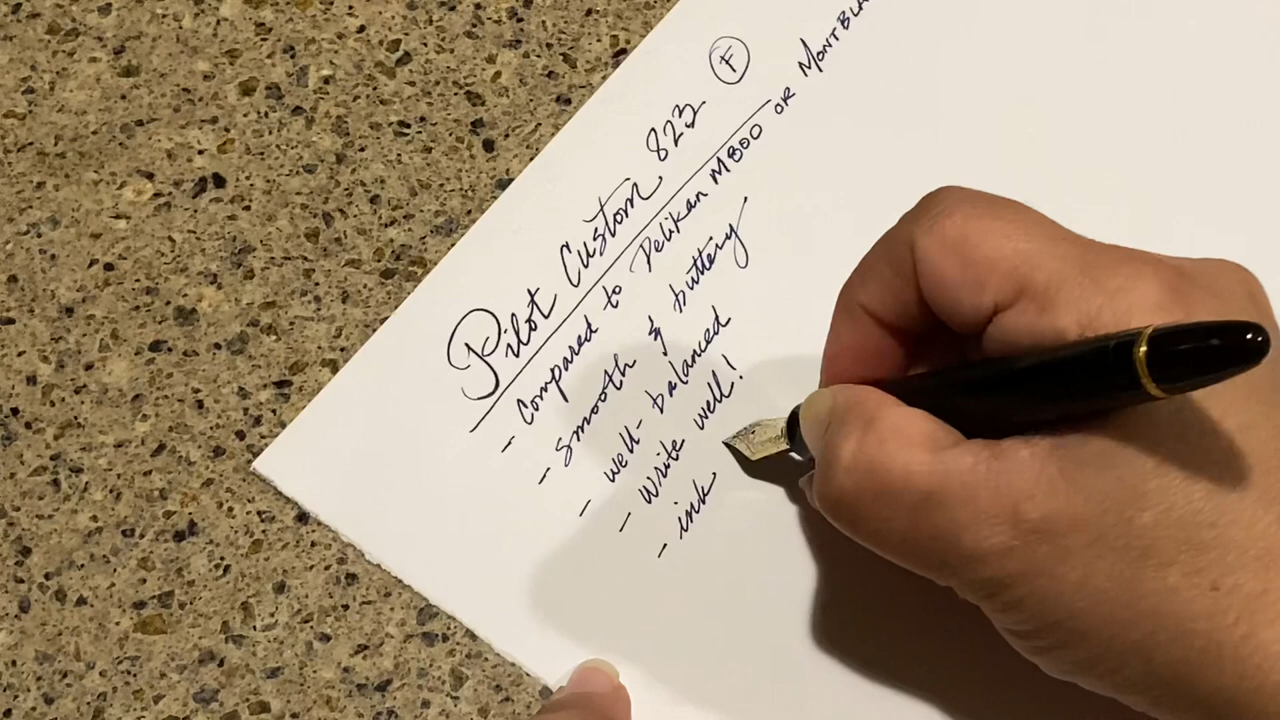 Pilot Custom 823 F
- Compared to Pelikan M800 OR MONTBLA
- smooth & buttery
- well-balanced
- write well!
- ink